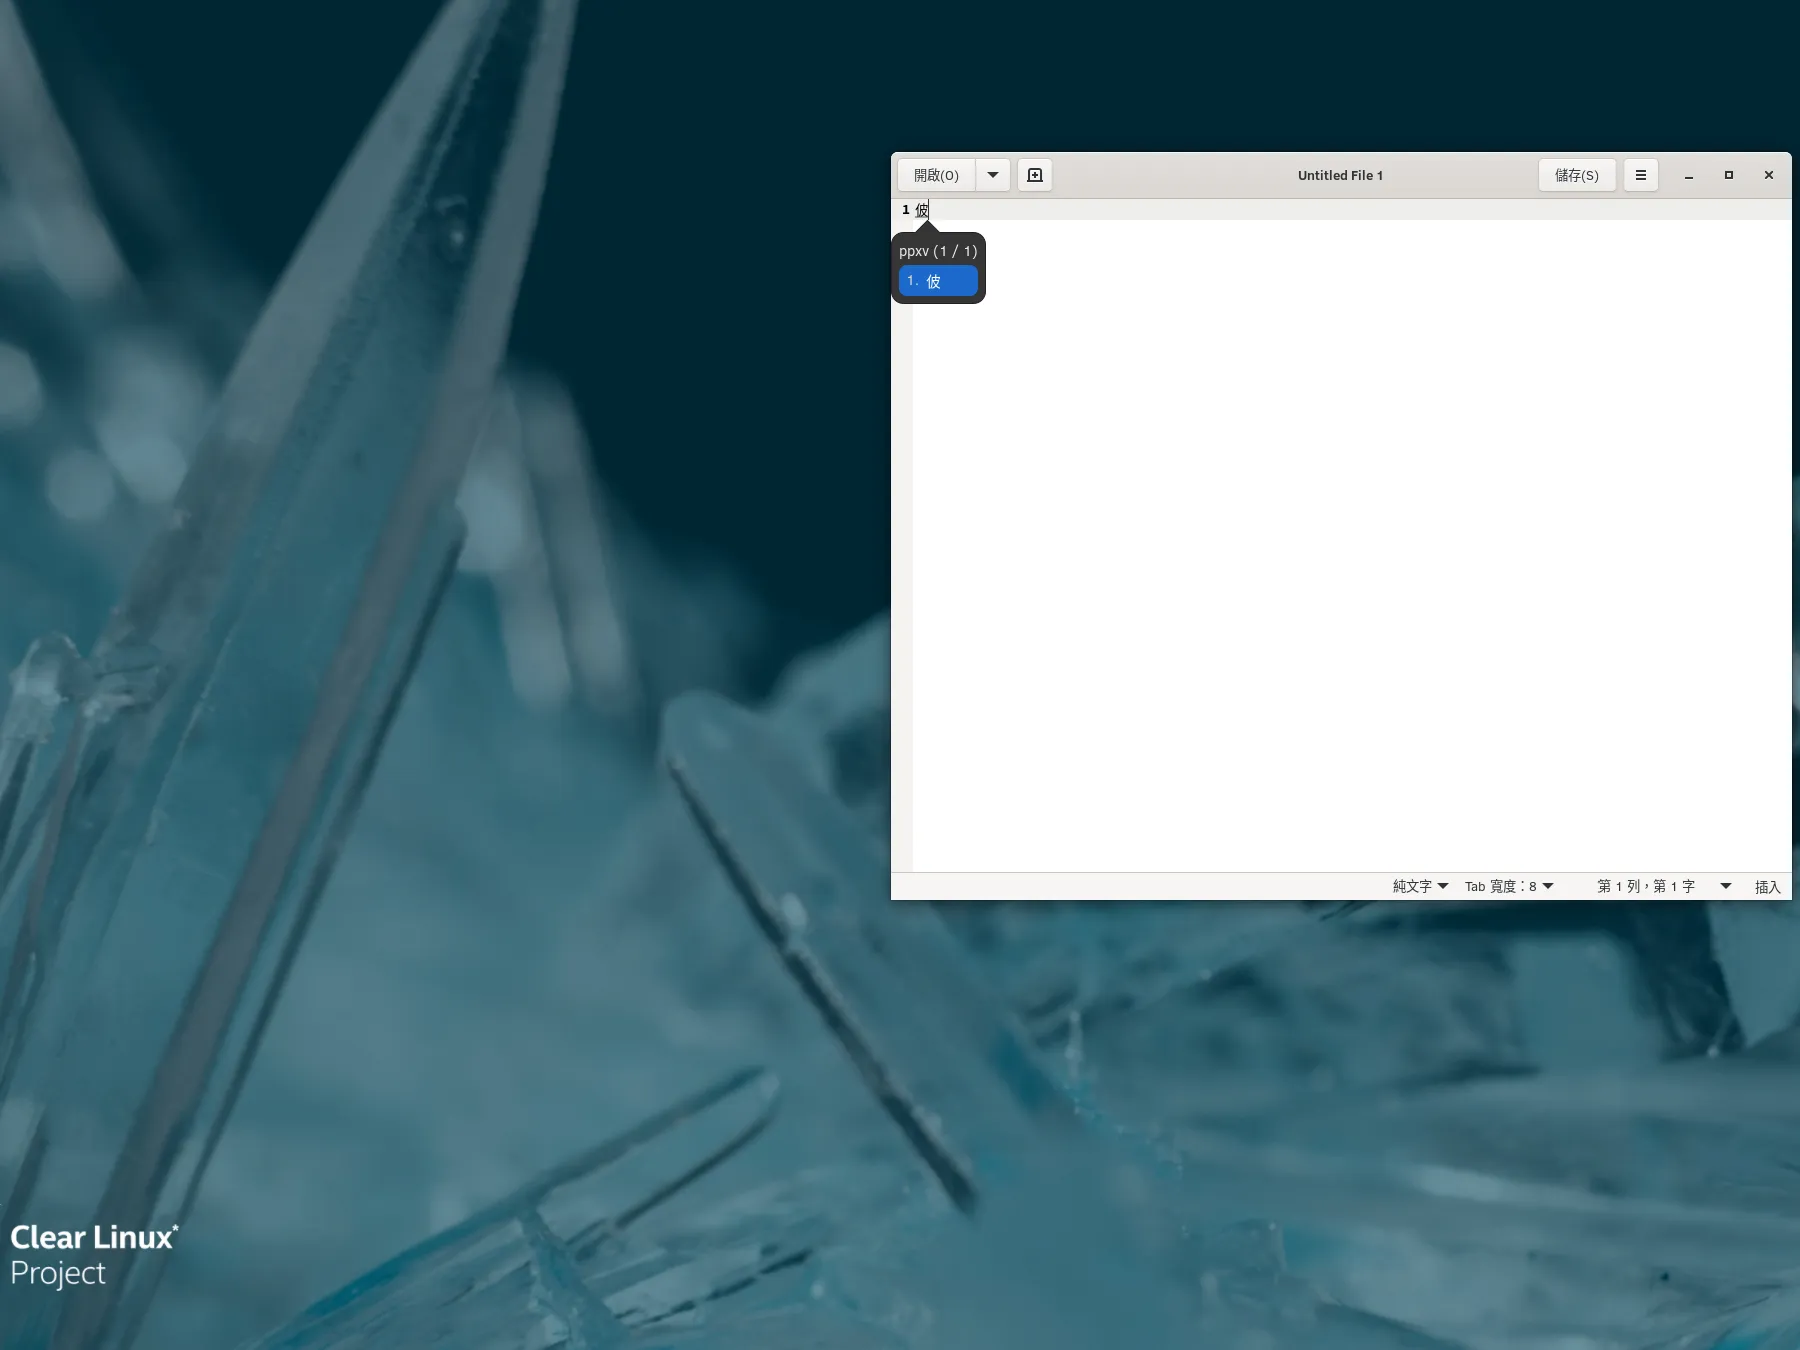 開啟(O)
Untitled File 1
儲存(S)
1 佊
ppxv (1 / 1)
1. 佊
純文字
Tab 寬度：8
第 1 列，第 1 字
插入
Clear Linux*
Project